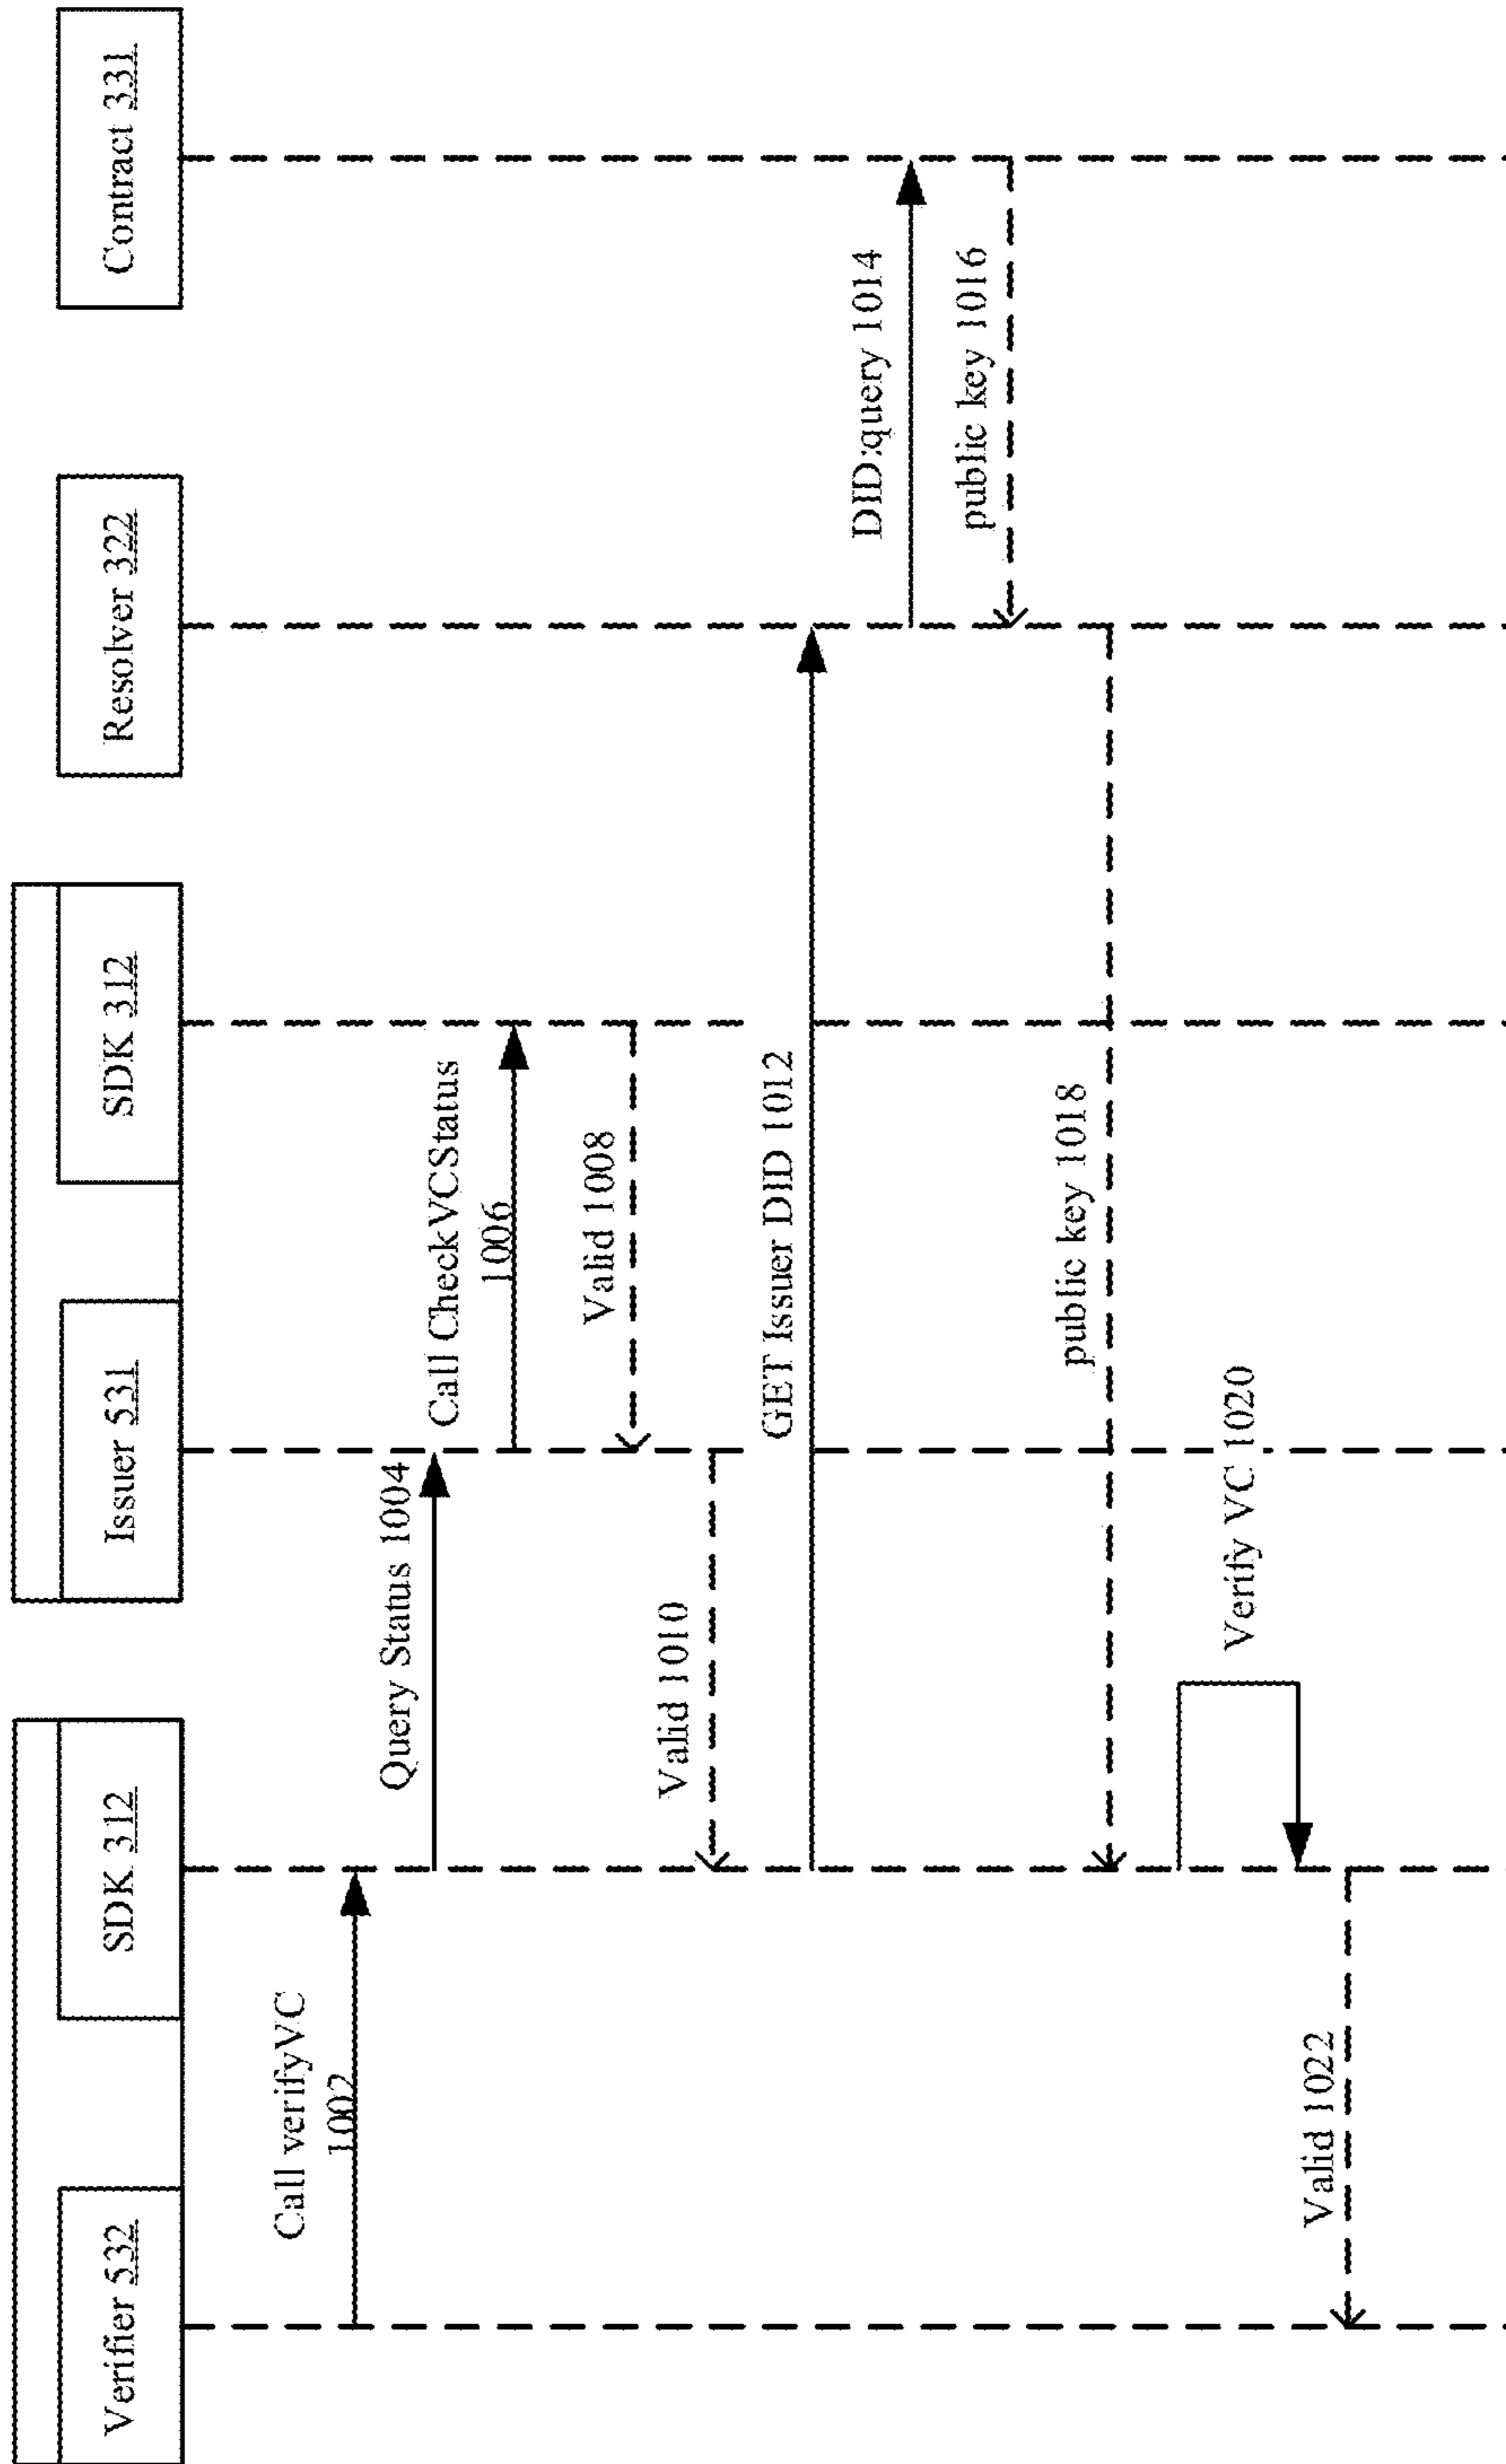 Verifier 532
SDK 312
Issuer 531
SDK 312
Resolver 322
Contract 331
Call verifyVC
1002
Query Status 1004
Call CheckVCStatus
1006
Valid 1008
Valid 1010
GET Issuer DID 1012
DID:query 1014
public key 1016
public key 1018
Verify VC 1020
Valid 1022